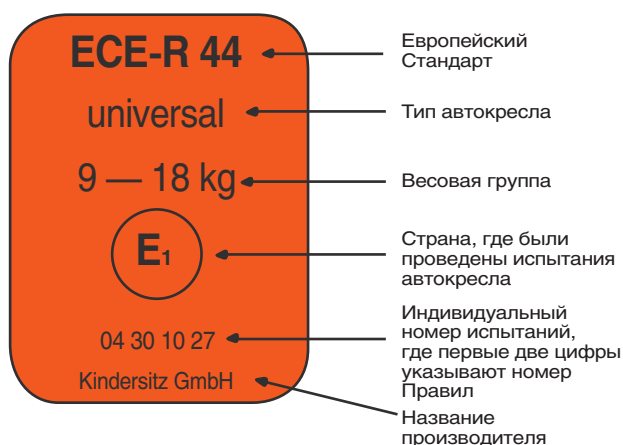 ECE-R 44
Европейский
Стандарт
universal
Тип автокресла
9 — 18 kg
Весовая группа
E1
Страна, где были
проведены испытания
автокресла
04 30 10 27
Индивидуальный
номер испытаний,
где первые две цифры
указывают номер
Правил
Kindersitz GmbH
Название
производителя